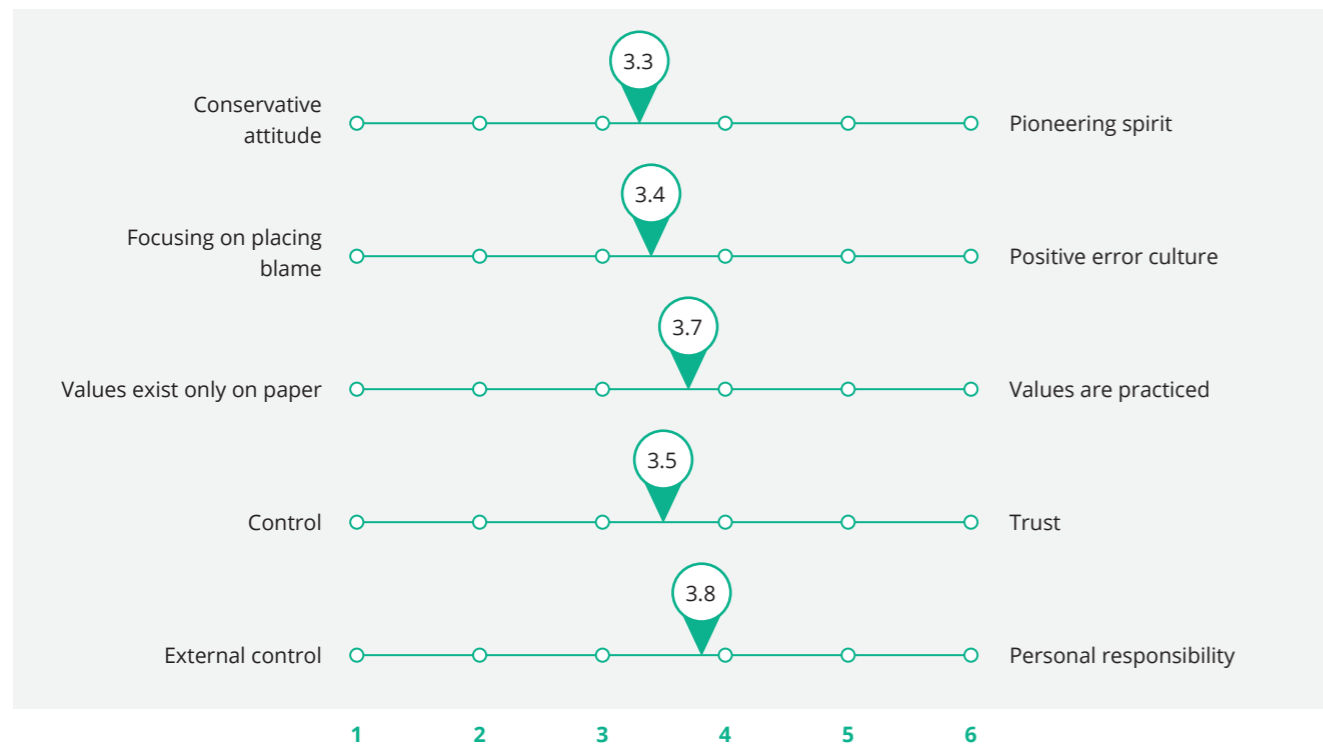 3.3
Conservative
attitude
Pioneering spirit
3.4
Focusing on placing
blame
Positive error culture
3.7
Values exist only on paper
Values are practiced
3.5
Control
Trust
3.8
External control
Personal responsibility
1 2 3 4 5 6